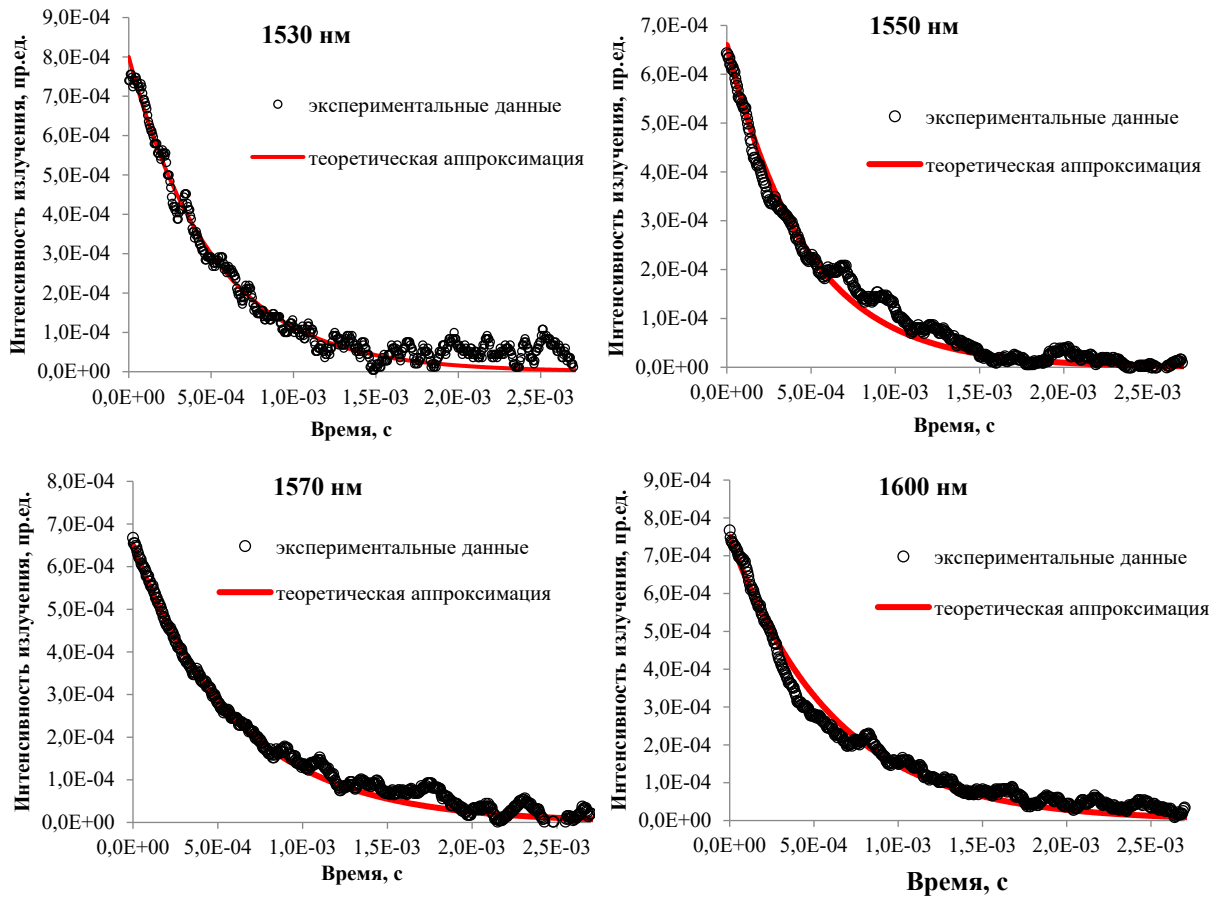 1530 нм
Интенсивность излучения, пр.ед.
9,0E-04
8,0E-04
7,0E-04
6,0E-04
5,0E-04
4,0E-04
3,0E-04
2,0E-04
1,0E-04
0,0E+00
экспериментальные данные
теоретическая аппроксимация
0,0E+00 5,0E-04 1,0E-03 1,5E-03 2,0E-03 2,5E-03
Время, с
1550 нм
Интенсивность излучения, пр.ед.
7,0E-04
6,0E-04
5,0E-04
4,0E-04
3,0E-04
2,0E-04
1,0E-04
0,0E+00
экспериментальные данные
теоретическая аппроксимация
0,0E+00 5,0E-04 1,0E-03 1,5E-03 2,0E-03 2,5E-03
Время, с
1570 нм
Интенсивность излучения, пр.ед.
8,0E-04
7,0E-04
6,0E-04
5,0E-04
4,0E-04
3,0E-04
2,0E-04
1,0E-04
0,0E+00
экспериментальные данные
теоретическая аппроксимация
0,0E+00 5,0E-04 1,0E-03 1,5E-03 2,0E-03 2,5E-03
Время, с
1600 нм
Интенсивность излучения, пр.ед.
9,0E-04
8,0E-04
7,0E-04
6,0E-04
5,0E-04
4,0E-04
3,0E-04
2,0E-04
1,0E-04
0,0E+00
экспериментальные данные
теоретическая аппроксимация
0,0E+00 5,0E-04 1,0E-03 1,5E-03 2,0E-03 2,5E-03
Время, с